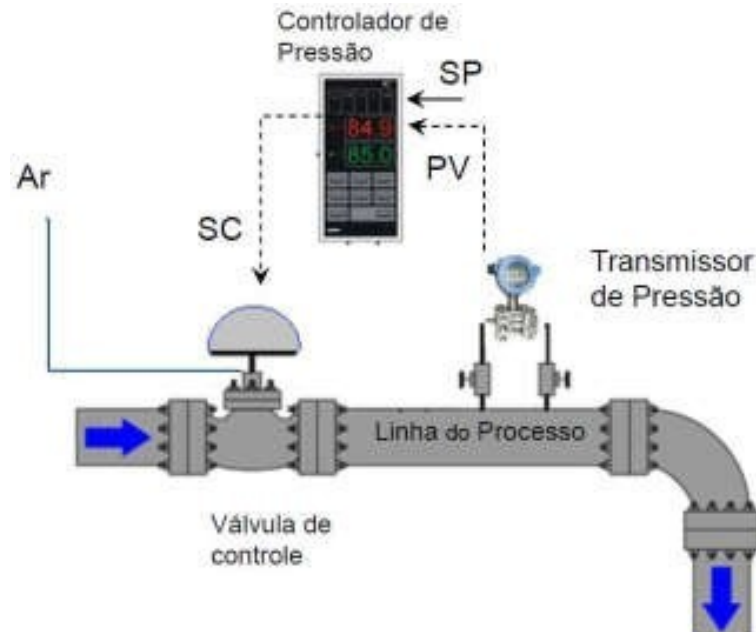 Controlador de
Pressão
SP
84.9
85.0
PV
Ar
SC
Transmissor
de Pressão
Linha do Processo
Válvula de
controle